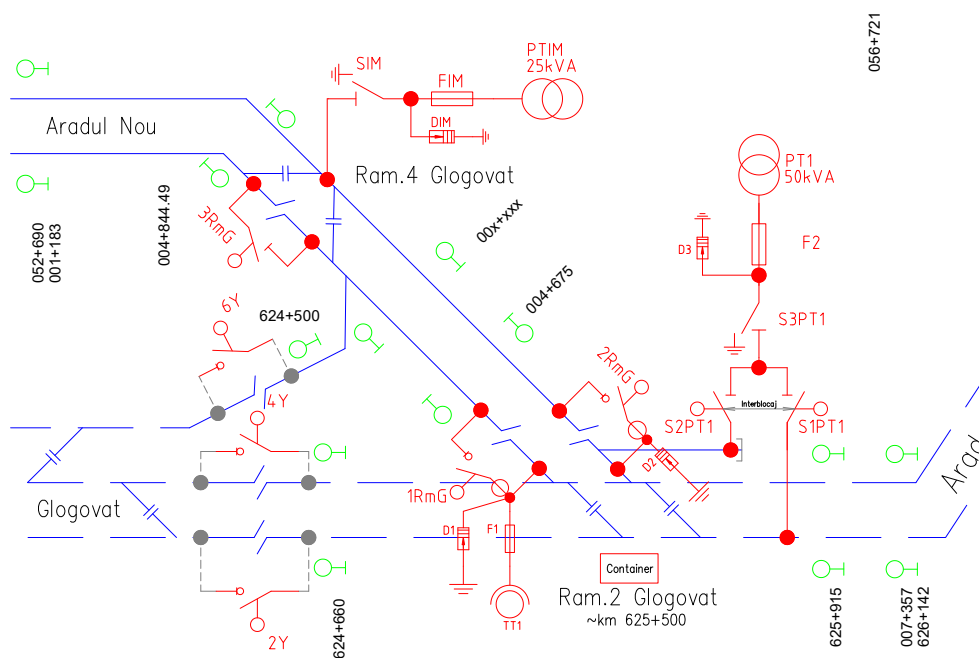 056+721
SIM
PTIM
25kVA
FIM
DIM
Aradul Nou
Ram.4 Glogovat
PT1
50kVA
3RmG
052+690
001+183
004+844.49
00x+xxx
D3
F2
6Y
624+500
004+675
S3PT1
2RmG
4Y
Interblocaj
S2PT1
S1PT1
Arad
D2
1RmG
Glogovat
D1
F1
Container
Ram.2 Glogovat
~km 625+500
TT1
2Y
624+660
625+915
007+357
626+142